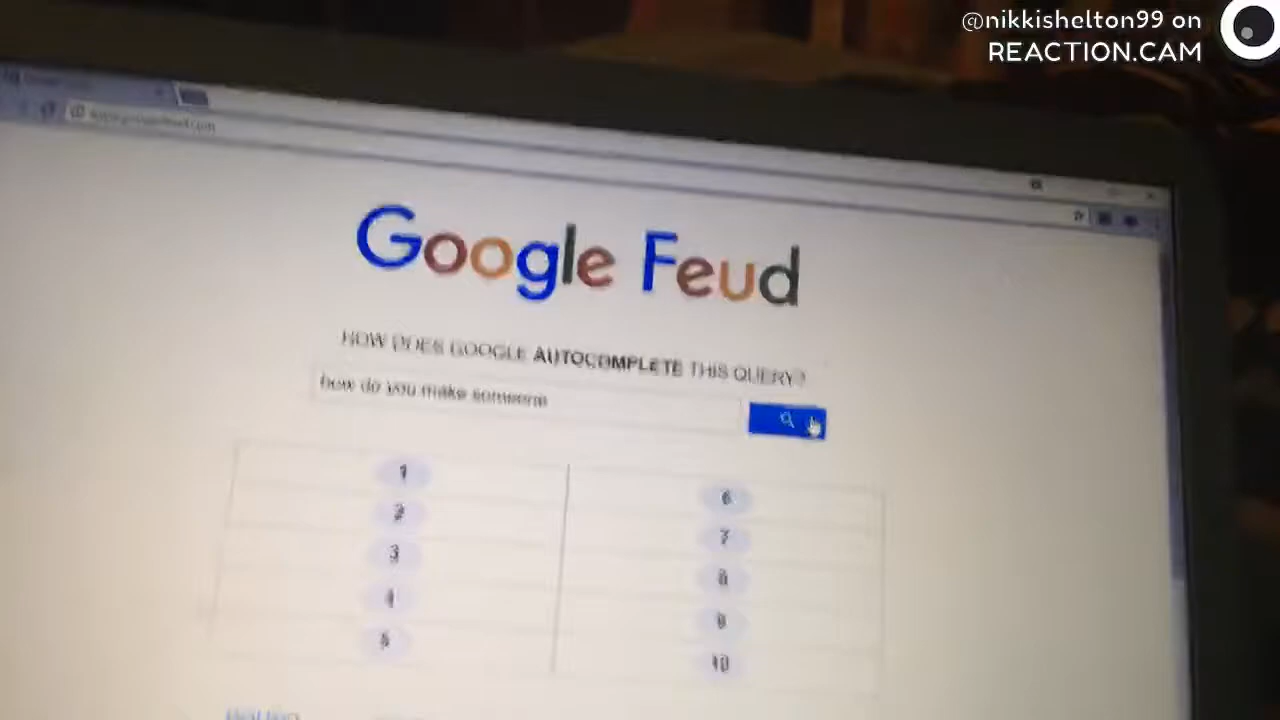 @nikkishelton99 on
REACTION.CAM
Google Feud
HOW DOES GOOGLE AUTOCOMPLETE THIS QUERY?
how do you make someone
1
2
3
4
5
6
7
8
9
10